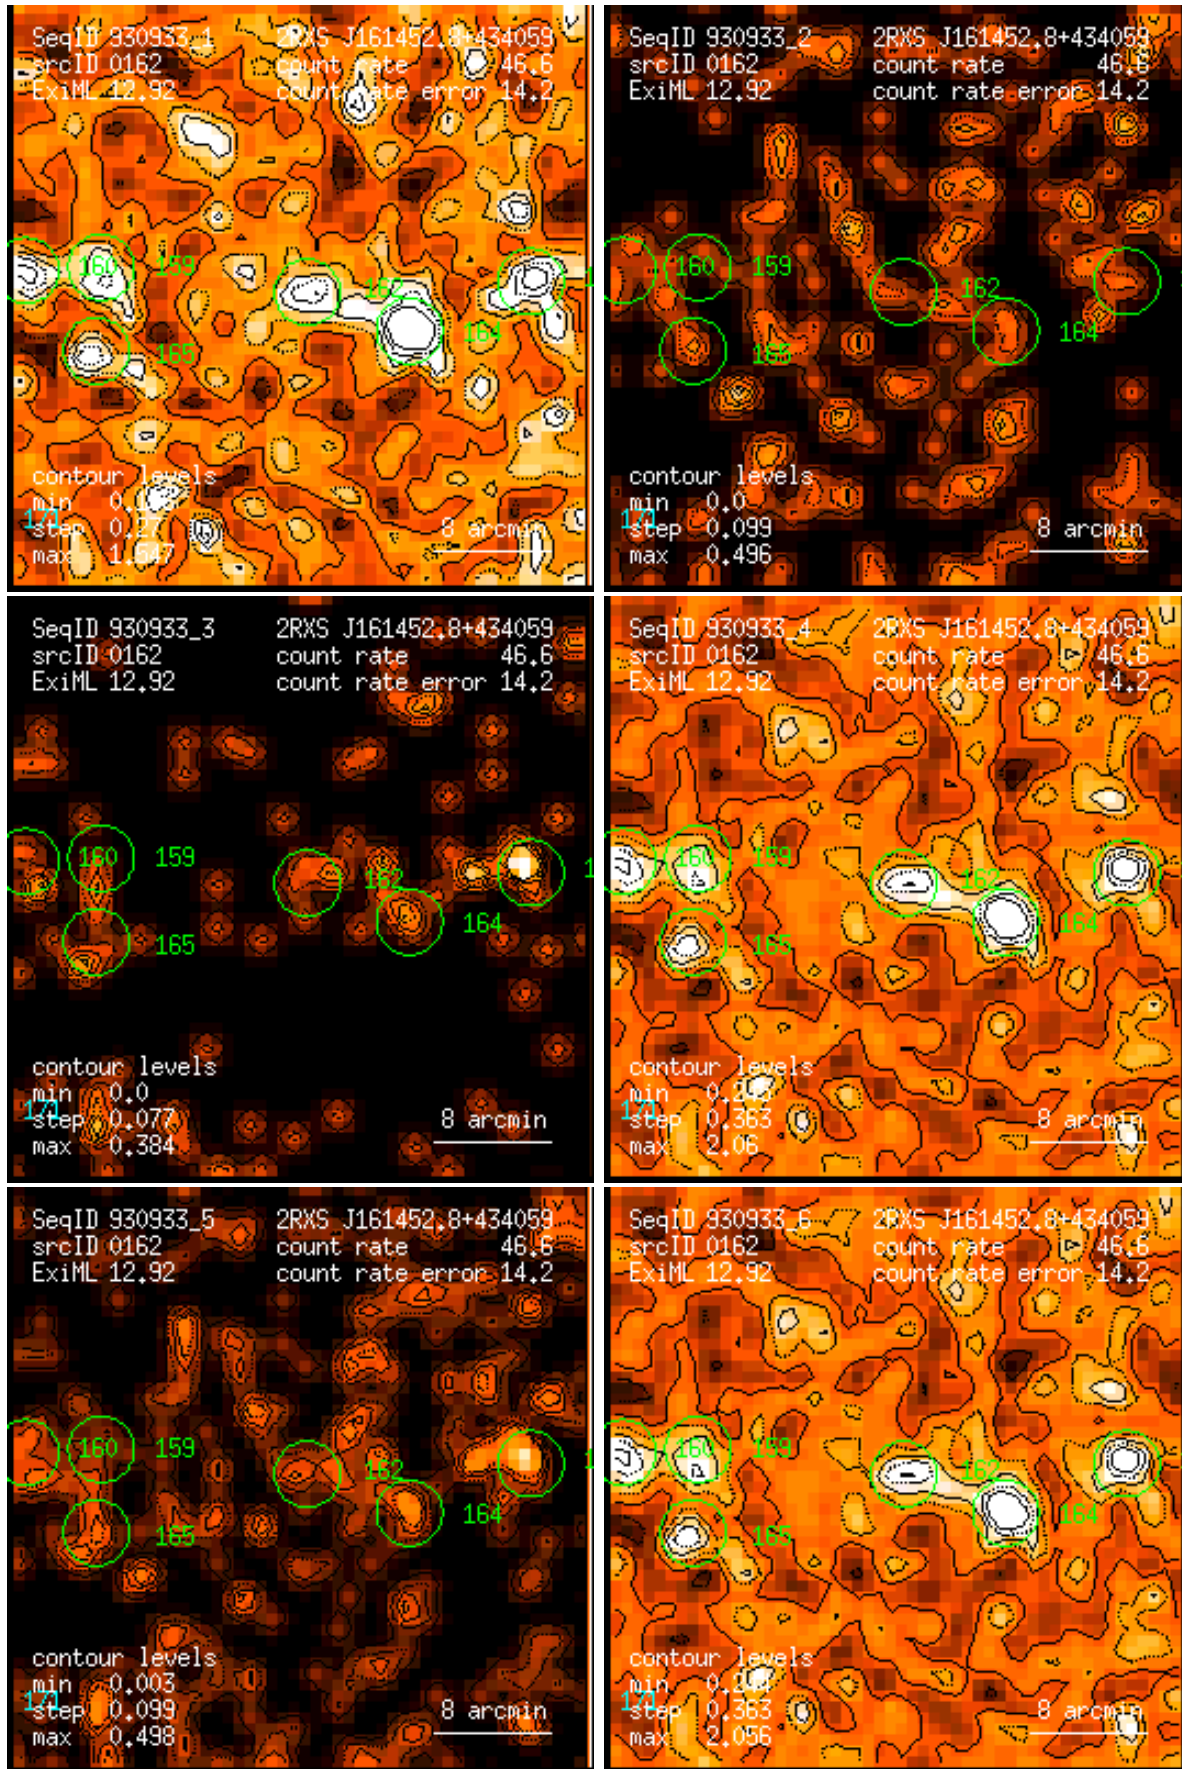 SeqID 930933_1 2RXS J161452.8+434059
srcID 0162 count rate 46.6
ExiML 12.92 count rate error 14.2
160 159 162 164 165
contour levels
min
171
step 0.27
max 1.547
8 arcmin
SeqID 930933_2 2RXS J161452.8+434059
srcID 0162 count rate 46.6
ExiML 12.92 count rate error 14.2
160 159 162 164 165
contour levels
min 0.0
171
step 0.099
max 0.496
8 arcmin
SeqID 930933_3 2RXS J161452.8+434059
srcID 0162 count rate 46.6
ExiML 12.92 count rate error 14.2
160 159 162 164 165
contour levels
min 0.0
171
step 0.077
max 0.384
8 arcmin
SeqID 930933_4 2RXS J161452.8+434059
srcID 0162 count rate 46.6
ExiML 12.92 count rate error 14.2
160 159 162 164 165
contour levels
min
171
step 0.363
max 2.06
8 arcmin
SeqID 930933_5 2RXS J161452.8+434059
srcID 0162 count rate 46.6
ExiML 12.92 count rate error 14.2
160 159 162 164 165
contour levels
min 0.003
171
step 0.099
max 0.498
8 arcmin
SeqID 930933_6 2RXS J161452.8+434059
srcID 0162 count rate 46.6
ExiML 12.92 count rate error 14.2
160 159 162 164 165
contour levels
min
171
step 0.363
max 2.056
8 arcmin